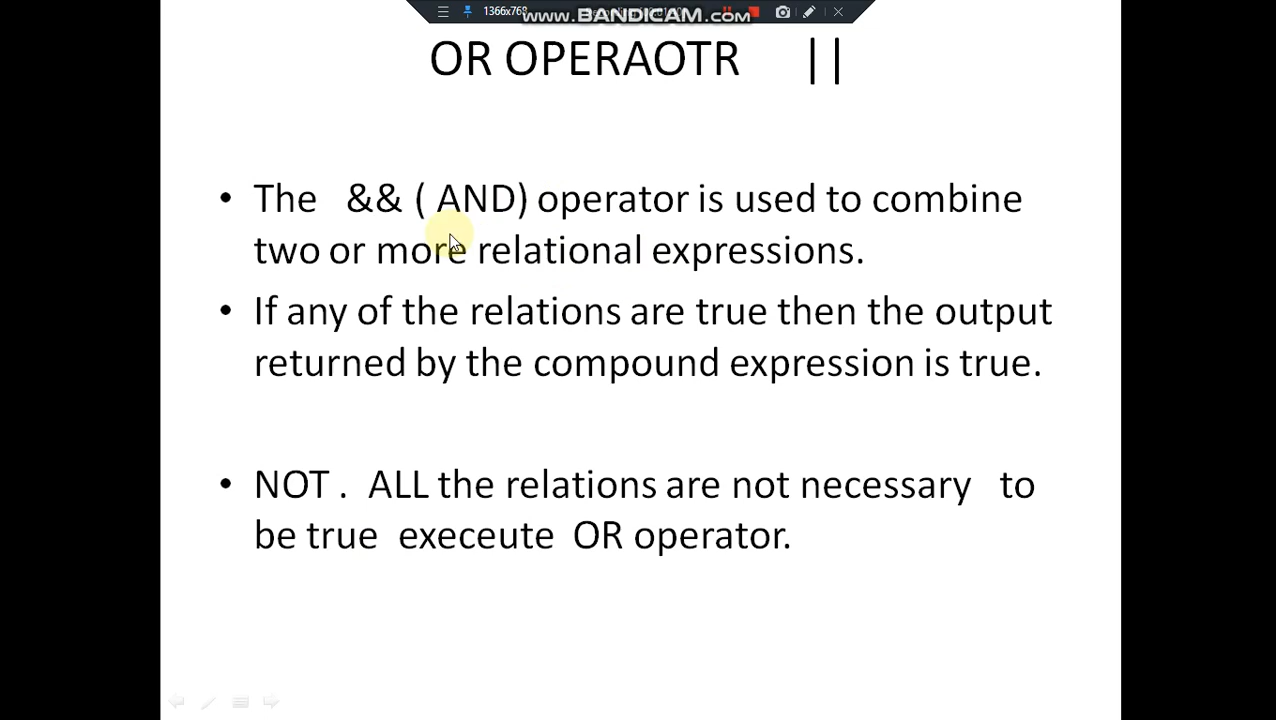 1366x768
www.BANDICAM.com
OR OPERAOTR ||
• The && ( AND) operator is used to combine
two or more relational expressions.
• If any of the relations are true then the output
returned by the compound expression is true.
• NOT . ALL the relations are not necessary to
be true execeute OR operator.